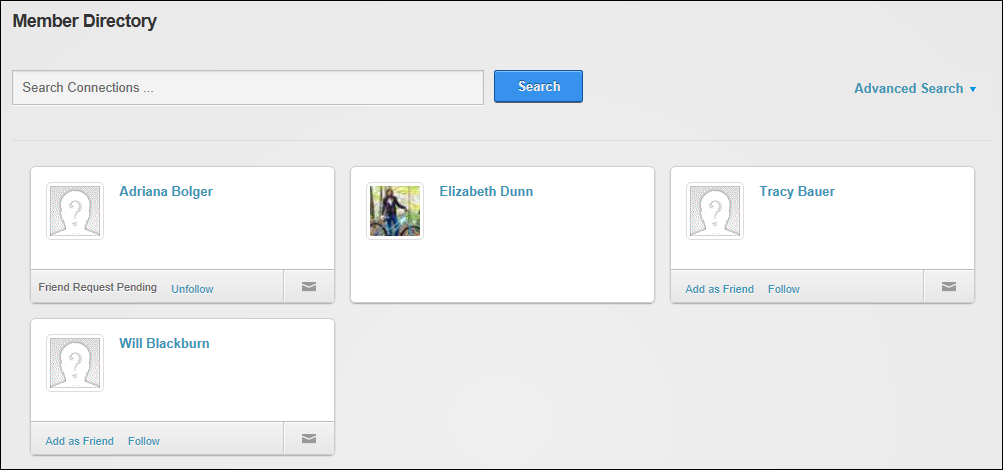 Member Directory
Search Connections ...
Search
Advanced Search
Adriana Bolger
Elizabeth Dunn
Tracy Bauer
Friend Request Pending Unfollow
Add as Friend Follow
Will Blackburn
Add as Friend Follow